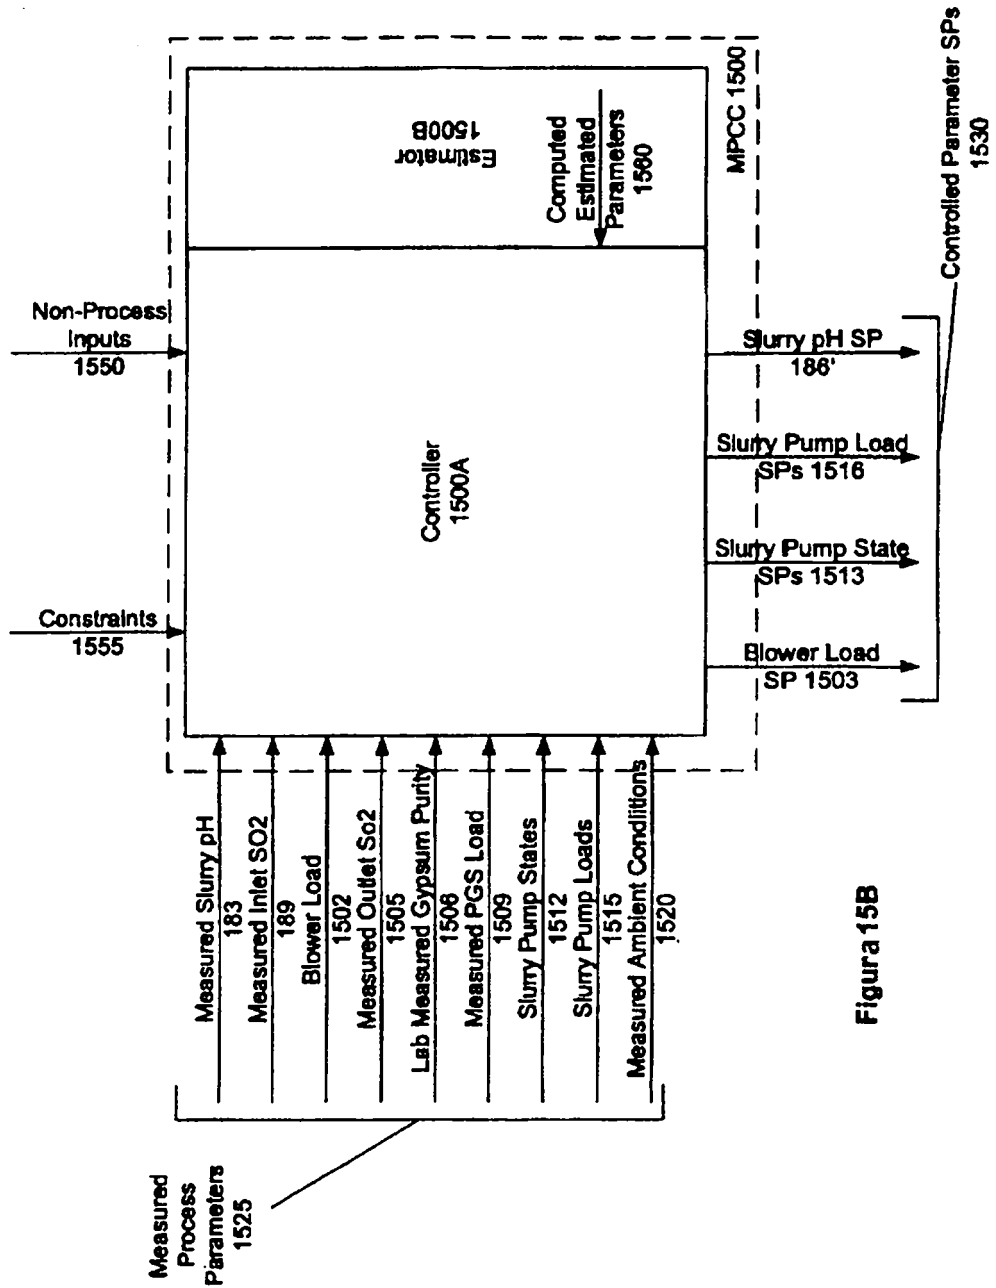 Non-Process
Inputs
1550
Constraints
1555
Estimator
1500B
Computed
Estimated
Parameters
1560
MPCC 1500
Controller
1500A
Slurry pH SP
186'
Slurry Pump Load
SPs 1516
Slurry Pump State
SPs 1513
Blower Load
SP 1503
Controlled Parameter SPs
1530
Measured Slurry pH
183
Measured Inlet SO2
189
Blower Load
1502
Measured Outlet So2
1505
Lab Measured Gypsum Purity
1506
Measured PGS Load
1509
Slurry Pump States
1512
Slurry Pump Loads
1515
Measured Ambient Conditions
1520
Measured
Process
Parameters
1525
Figura 15B